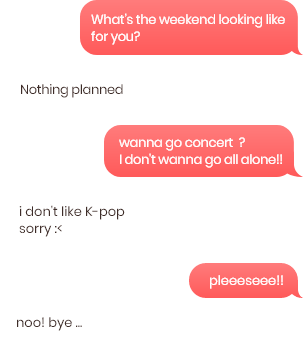 What's the weekend looking like
for you?
Nothing planned
wanna go concert ?
I don't wanna go all alone!!
i don't like K-pop
sorry :<
pleeeseee!!
noo! bye ...